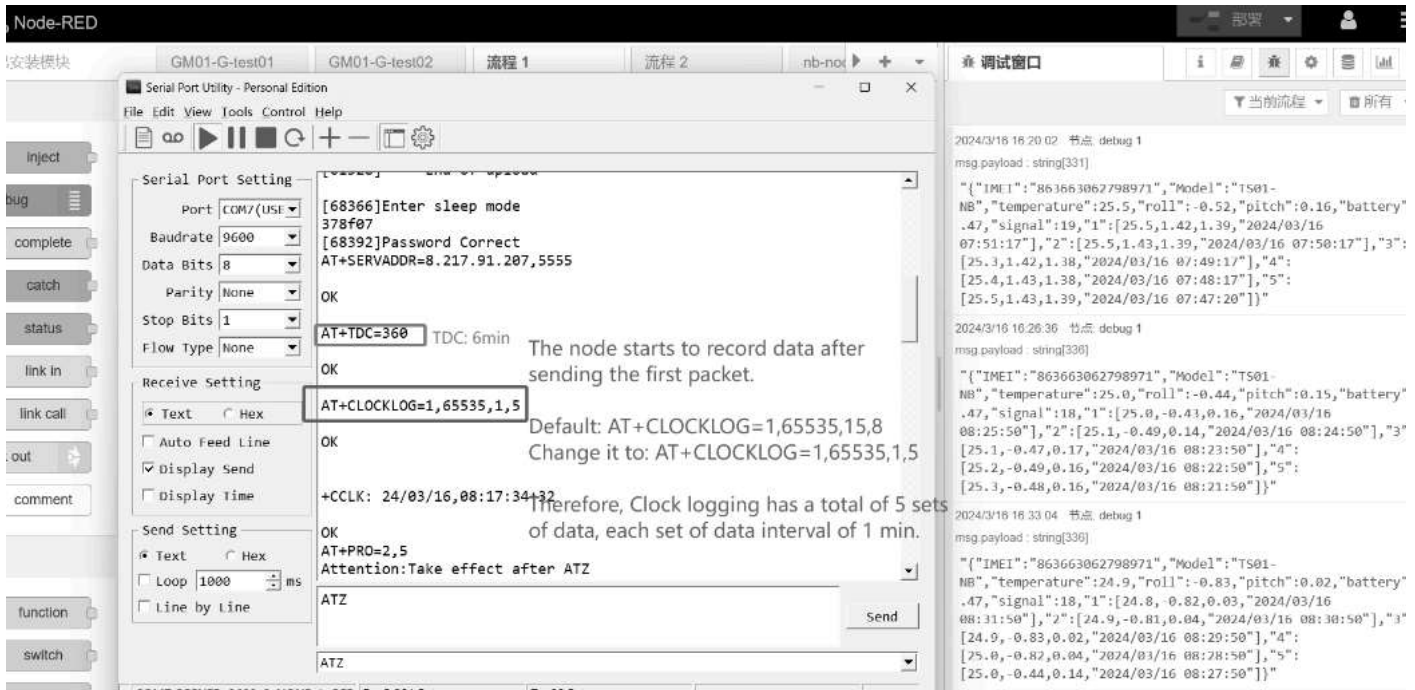 Node-RED
部署
安装模块
GM01-G-test01
GM01-G-test02
流程 1
流程 2
调试窗口
当前流程
所有
inject
bug
complete
catch
status
link in
link call
out
comment
function
switch
Serial Port Utility - Personal Edition
File Edit View Tools Control Help
Serial Port Setting
Port COM7(USE
Baudrate 9600
Data Bits 8
Parity None
Stop Bits 1
Flow Type None
Receive Setting
Text Hex
Auto Feed Line
Display Send
Display Time
Send Setting
Text Hex
Loop 1000 ms
Line by Line
[68366]Enter sleep mode
378f07
[68392]Password Correct
AT+SERVADDR=8.217.91.207,5555
OK
AT+TDC=360
TDC: 6min
OK
AT+CLOCKLOG=1,65535,1,5
OK
+CCLK: 24/03/16,08:17:34+32
OK
AT+PRO=2,5
Attention:Take effect after ATZ
ATZ
Send
ATZ
The node starts to record data after
sending the first packet.
Default: AT+CLOCKLOG=1,65535,15,8
Change it to: AT+CLOCKLOG=1,65535,1,5
Therefore, Clock logging has a total of 5 sets
of data, each set of data interval of 1 min.
2024/3/16 16:20:02 节点: debug 1
msg.payload : string[331]
"{"IMEI":"863663062798971","Model":"TS01-
NB","temperature":25.5,"roll":-0.52,"pitch":0.16,"battery"
.47,"signal":19,"1":[25.5,1.42,1.39,"2024/03/16
07:51:17"],"2":[25.5,1.43,1.39,"2024/03/16 07:50:17"],"3":
[25.3,1.42,1.38,"2024/03/16 07:49:17"],"4":
[25.4,1.43,1.38,"2024/03/16 07:48:17"],"5":
[25.5,1.43,1.39,"2024/03/16 07:47:20"]}"
2024/3/16 16:26:36 节点: debug 1
msg.payload : string[336]
"{"IMEI":"863663062798971","Model":"TS01-
NB","temperature":25.0,"roll":-0.44,"pitch":0.15,"battery"
.47,"signal":18,"1":[25.0,-0.43,0.16,"2024/03/16
08:25:50"],"2":[25.1,-0.49,0.14,"2024/03/16 08:24:50"],"3"
[25.1,-0.47,0.17,"2024/03/16 08:23:50"],"4":
[25.2,-0.49,0.16,"2024/03/16 08:22:50"],"5":
[25.3,-0.48,0.16,"2024/03/16 08:21:50"]}"
2024/3/16 16:33:04 节点: debug 1
msg.payload : string[336]
"{"IMEI":"863663062798971","Model":"TS01-
NB","temperature":24.9,"roll":-0.83,"pitch":0.02,"battery"
.47,"signal":18,"1":[24.8,-0.82,0.03,"2024/03/16
08:31:50"],"2":[24.9,-0.81,0.04,"2024/03/16 08:30:50"],"3"
[24.9,-0.83,0.02,"2024/03/16 08:29:50"],"4":
[25.0,-0.82,0.04,"2024/03/16 08:28:50"],"5":
[25.0,-0.44,0.14,"2024/03/16 08:27:50"]}"